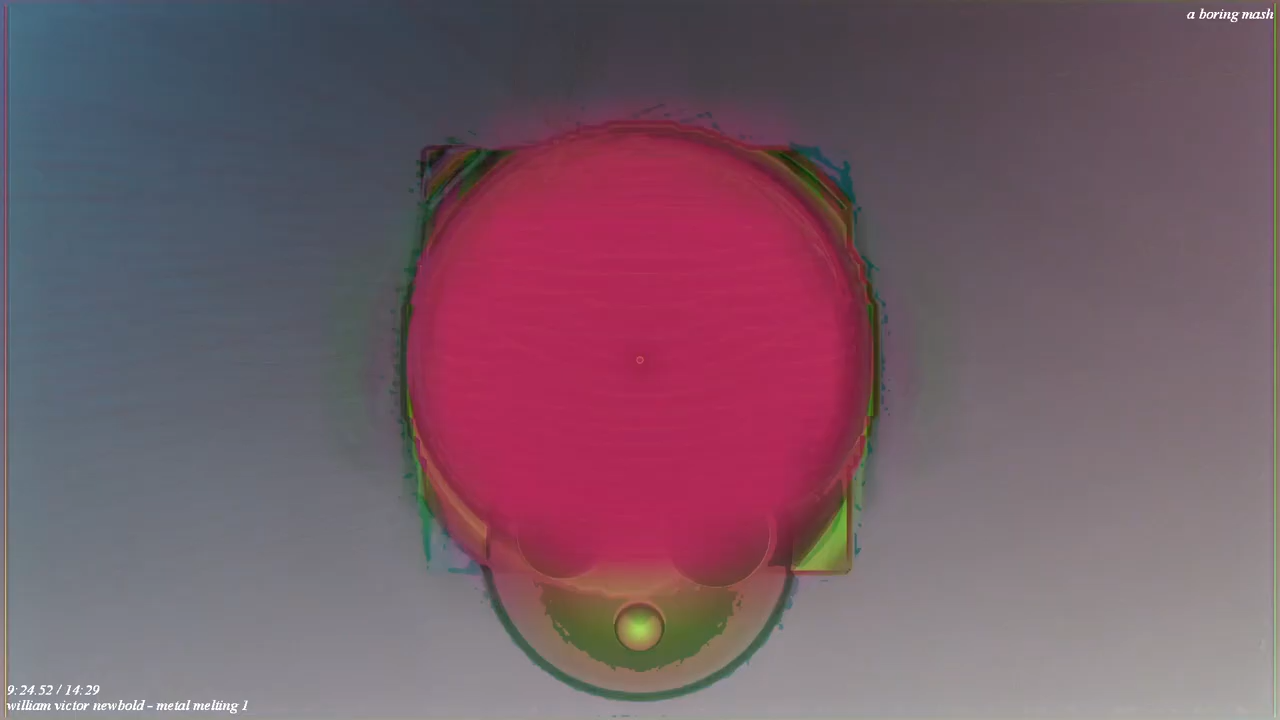 a boring mash
9:24.52 / 14:29
william victor newbold - metal melting 1